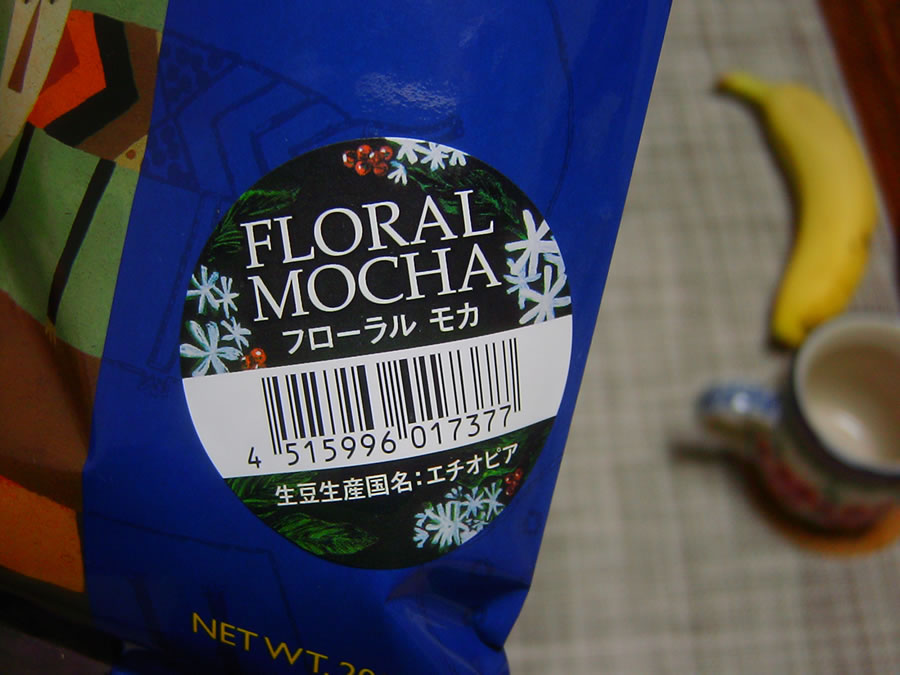 FLORAL
MOCHA
フローラル モカ
4 515996 017377
生豆生産国名:エチオピア
NET WT.